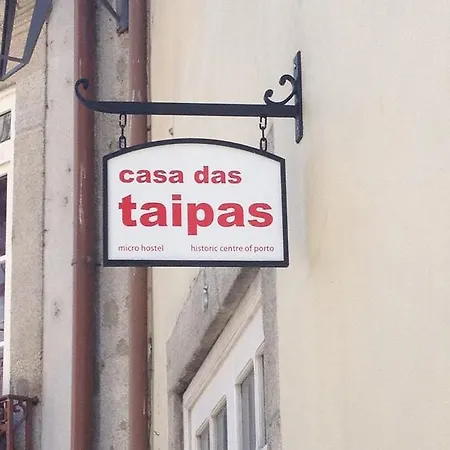 casa das
taipas
micro hostel historic centre of porto